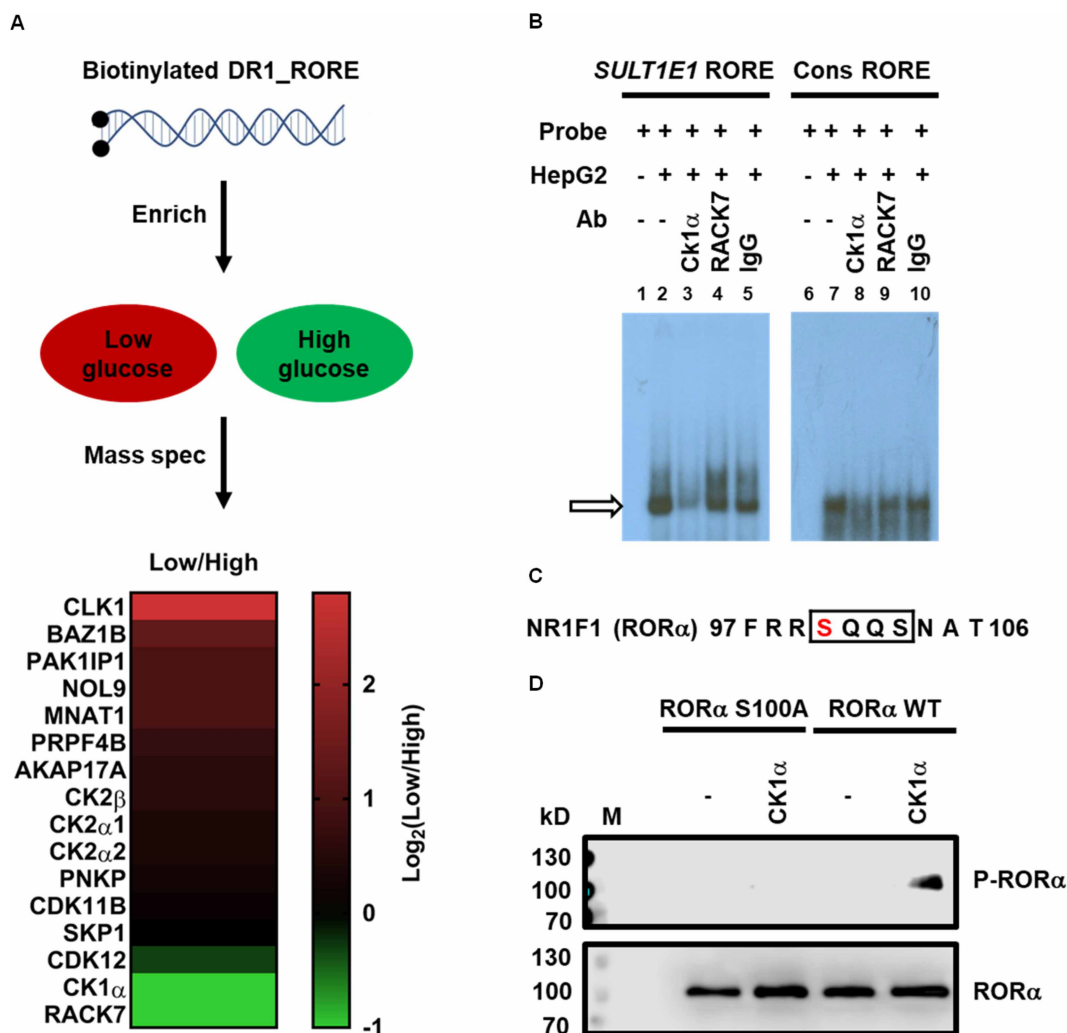 A
Biotinylated DR1_RORE
Enrich
Low glucose
High glucose
Mass spec
Low/High
CLK1
BAZ1B
PAK1IP1
NOL9
MNAT1
PRPF4B
AKAP17A
CK2β
CK2α1
CK2α2
PNKP
CDK11B
SKP1
CDK12
CK1α
RACK7
2
1
0
-1
Log2(Low/High)
B
SULT1E1 RORE Cons RORE
Probe + + + + + + + + + +
HepG2 - + + + + - + + + +
Ab - - Ck1α RACK7 IgG - - Ck1α RACK7 IgG
1 2 3 4 5 6 7 8 9 10
C
NR1F1 (RORα) 97 F R R S Q Q S N A T 106
D
RORα S100A RORα WT
kD M - CK1α - CK1α
130
100
70
P-RORα
130
100
70
RORα